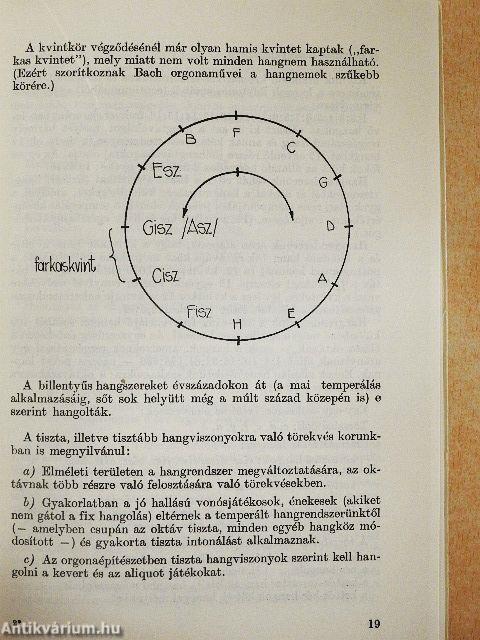 A kvintkör végződésénél már olyan hamis kvintet kaptak („far-
kas kvintet"), mely miatt nem volt minden hangnem használható.
(Ezért szorítkoznak Bach orgonaművei a hangnemek szűkebb
körére.)
F
B
C
Esz
G
Gisz /Asz/
D
farkaskvint
Cisz
A
Fisz
E
H
A billentyűs hangszereket évszázadokon át (a mai temperálás
alkalmazásáig, sőt sok helyütt még a múlt század közepén is) e
szerint hangolták.
A tiszta, illetve tisztább hangviszonyokra való törekvés korunk-
ban is megnyilvánul:
a) Elméleti területen a hangrendszer megváltoztatására, az ok-
távnak több részre való felosztására való törekvésekben.
b) Gyakorlatban a jó hallású vonósjátékosok, énekesek (akiket
nem gátol a fix hangolás) eltérnek a temperált hangrendszerünktől
(— amelyben csupán az oktáv tiszta, minden egyéb hangköz mó-
dosított —) és gyakorta tiszta intonálást alkalmaznak.
c) Az orgonaépítészetben tiszta hangviszonyok szerint kell han-
golni a kevert és az aliquot játékokat.
19
Antikvárium.hu